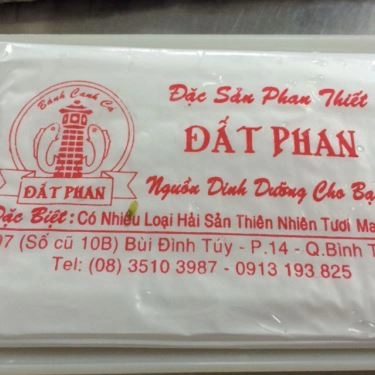 Bánh Canh Cá
ĐẤT PHAN
Đặc Sản Phan Thiết
ĐẤT PHAN
Nguồn Dinh Dưỡng Cho Bạ
Đặc Biệt: Có Nhiều Loại Hải Sản Thiên Nhiên Tươi Ma
97 (Số cũ 10B) Bùi Đình Túy - P.14 - Q.Bình T
Tel: (08) 3510 3987 - 0913 193 825